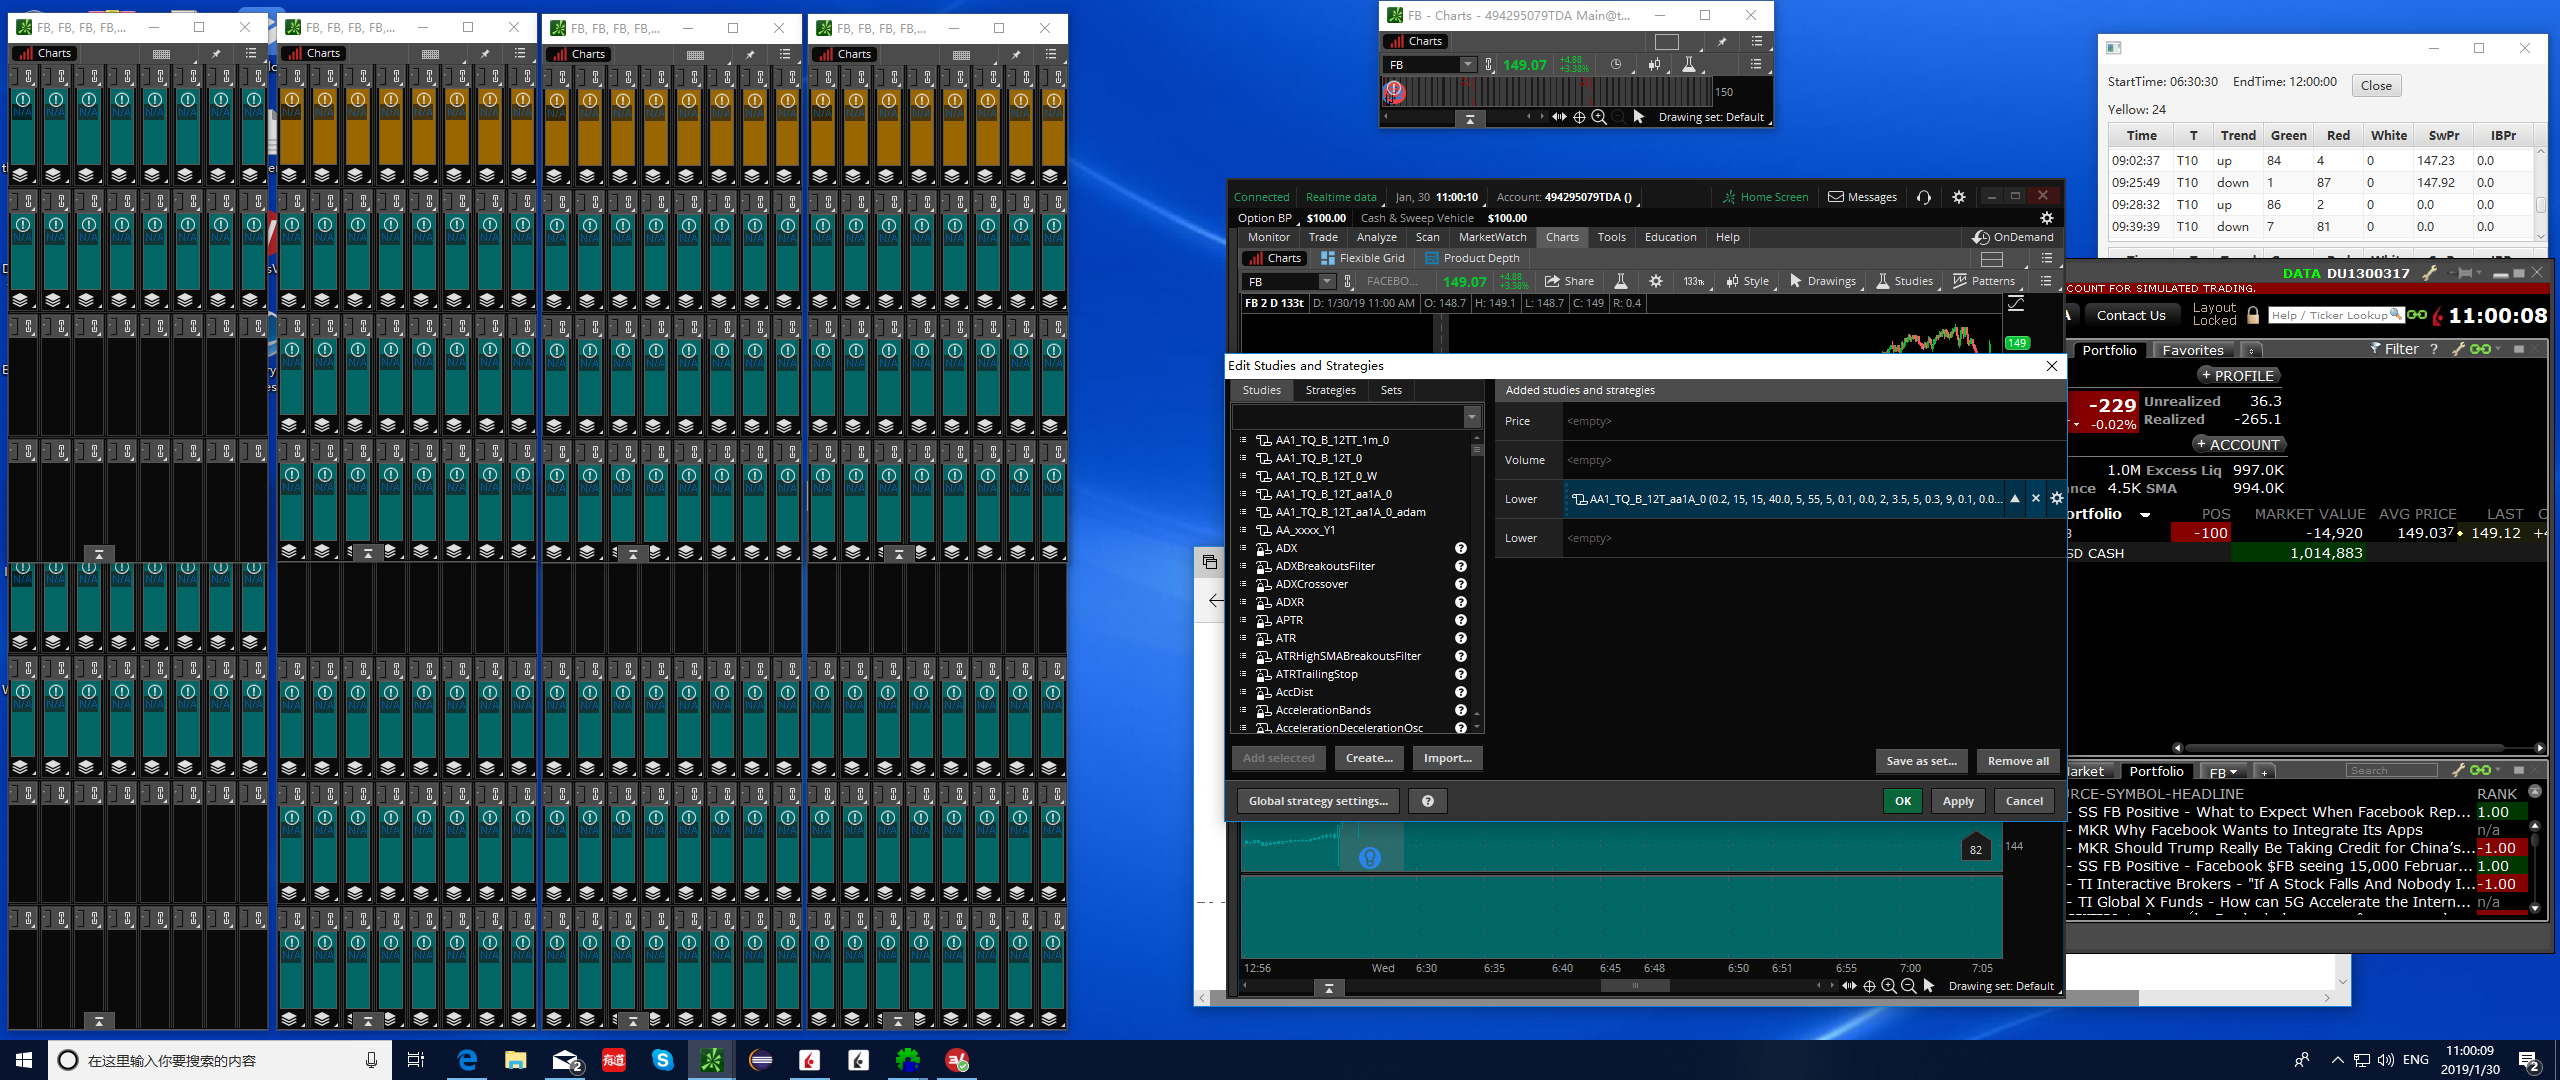 FB, FB, FB, FB,...
Charts
FB, FB, FB, FB,...
Charts
FB, FB, FB, FB,...
Charts
FB, FB, FB, FB,...
Charts
N/A
FB - Charts - 494295079TDA Main@t...
Charts
FB
149.07
+4.88
+3.38%
150
Drawing set: Default
StartTime: 06:30:30 EndTime: 12:00:00 Close
Yellow: 24
Time T Trend Green Red White SwPr IBPr
09:02:37 T10 up 84 4 0 147.23 0.0
09:25:49 T10 down 1 87 0 147.92 0.0
09:28:32 T10 up 86 2 0 0.0 0.0
09:39:39 T10 down 7 81 0 0.0 0.0
Connected Realtime data Jan, 30 11:00:10 Account: 494295079TDA () Home Screen Messages
Option BP $100.00 Cash & Sweep Vehicle $100.00
Monitor Trade Analyze Scan MarketWatch Charts Tools Education Help OnDemand
Charts Flexible Grid Product Depth
FB FACEBO... 149.07 +4.88 +3.38% Share 133tk Style Drawings Studies Patterns
FB 2 D 133t D: 1/30/19 11:00 AM O: 148.7 H: 149.1 L: 148.7 C: 149 R: 0.4
149
Edit Studies and Strategies
Studies Strategies Sets
AA1_TQ_B_12TT_1m_0
AA1_TQ_B_12T_0
AA1_TQ_B_12T_0_W
AA1_TQ_B_12T_aa1A_0
AA1_TQ_B_12T_aa1A_0_adam
AA_xxxx_Y1
ADX
ADXBreakoutsFilter
ADXCrossover
ADXR
APTR
ATR
ATRHighSMABreakoutsFilter
ATRTrailingStop
AccDist
AccelerationBands
AccelerationDecelerationOsc
Add selected Create... Import...
Added studies and strategies
Price <empty>
Volume <empty>
Lower AA1_TQ_B_12T_aa1A_0 (0.2, 15, 15, 40.0, 5, 55, 5, 0.1, 0.0, 2, 3.5, 5, 0.3, 9, 0.1, 0.0...
Lower <empty>
Save as set... Remove all
Global strategy settings... ?
OK Apply Cancel
82
144
12:56 Wed 6:30 6:35 6:40 6:45 6:48 6:50 6:51 6:55 7:00 7:05
Drawing set: Default
DATA DU1300317
COUNT FOR SIMULATED TRADING.
Contact Us Layout Locked Help / Ticker Lookup 11:00:08
Portfolio Favorites Filter ?
+ PROFILE
-229 Unrealized 36.3
-0.02% Realized -265.1
+ ACCOUNT
1.0M Excess Liq 997.0K
nce 4.5K SMA 994.0K
rtfolio POS MARKET VALUE AVG PRICE LAST C
-100 -14,920 149.037 149.12 +4
SD CASH 1,014,883
arket Portfolio FB + Search
RCE-SYMBOL-HEADLINE RANK
- SS FB Positive - What to Expect When Facebook Rep... 1.00
- MKR Why Facebook Wants to Integrate Its Apps n/a
- MKR Should Trump Really Be Taking Credit for China's... -1.00
- SS FB Positive - Facebook $FB seeing 15,000 Februar... 1.00
- TI Interactive Brokers - "If A Stock Falls And Nobody I... -1.00
- TI Global X Funds - How can 5G Accelerate the Intern... n/a
在这里输入你要搜索的内容
2
有道
ENG
11:00:09
2019/1/30
2